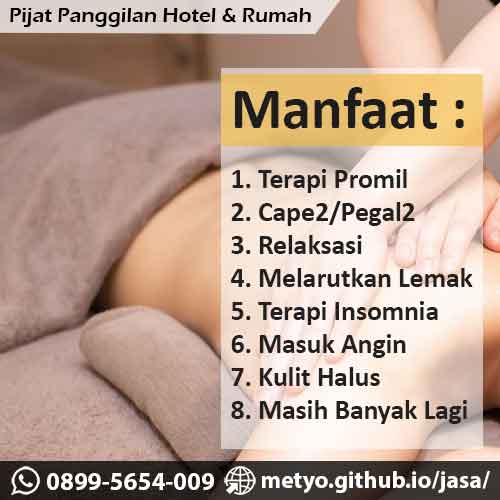 Pijat Panggilan Hotel & Rumah
Manfaat :
1. Terapi Promil
2. Cape2/Pegal2
3. Relaksasi
4. Melarutkan Lemak
5. Terapi Insomnia
6. Masuk Angin
7. Kulit Halus
8. Masih Banyak Lagi
0899-5654-009 metyo.github.io/jasa/